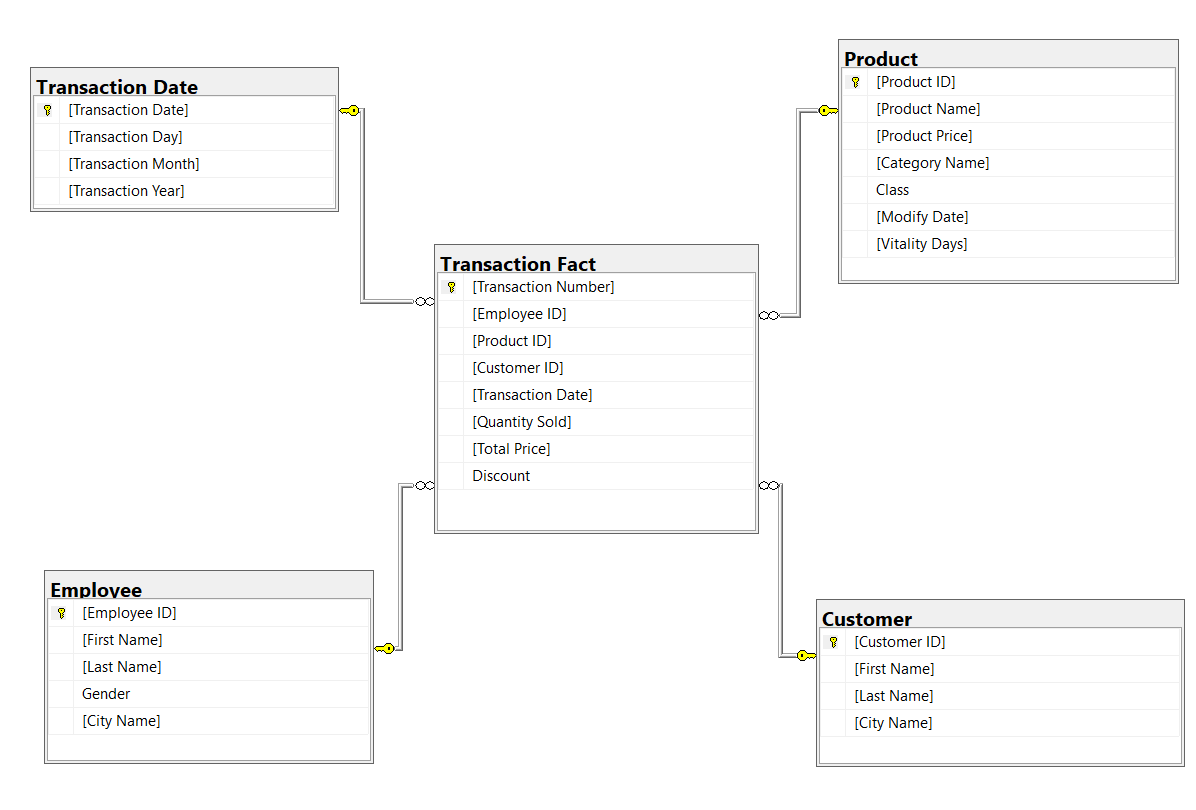 Transaction Date
[Transaction Date]
[Transaction Day]
[Transaction Month]
[Transaction Year]
Product
[Product ID]
[Product Name]
[Product Price]
[Category Name]
Class
[Modify Date]
[Vitality Days]
Transaction Fact
[Transaction Number]
[Employee ID]
[Product ID]
[Customer ID]
[Transaction Date]
[Quantity Sold]
[Total Price]
Discount
Employee
[Employee ID]
[First Name]
[Last Name]
Gender
[City Name]
Customer
[Customer ID]
[First Name]
[Last Name]
[City Name]